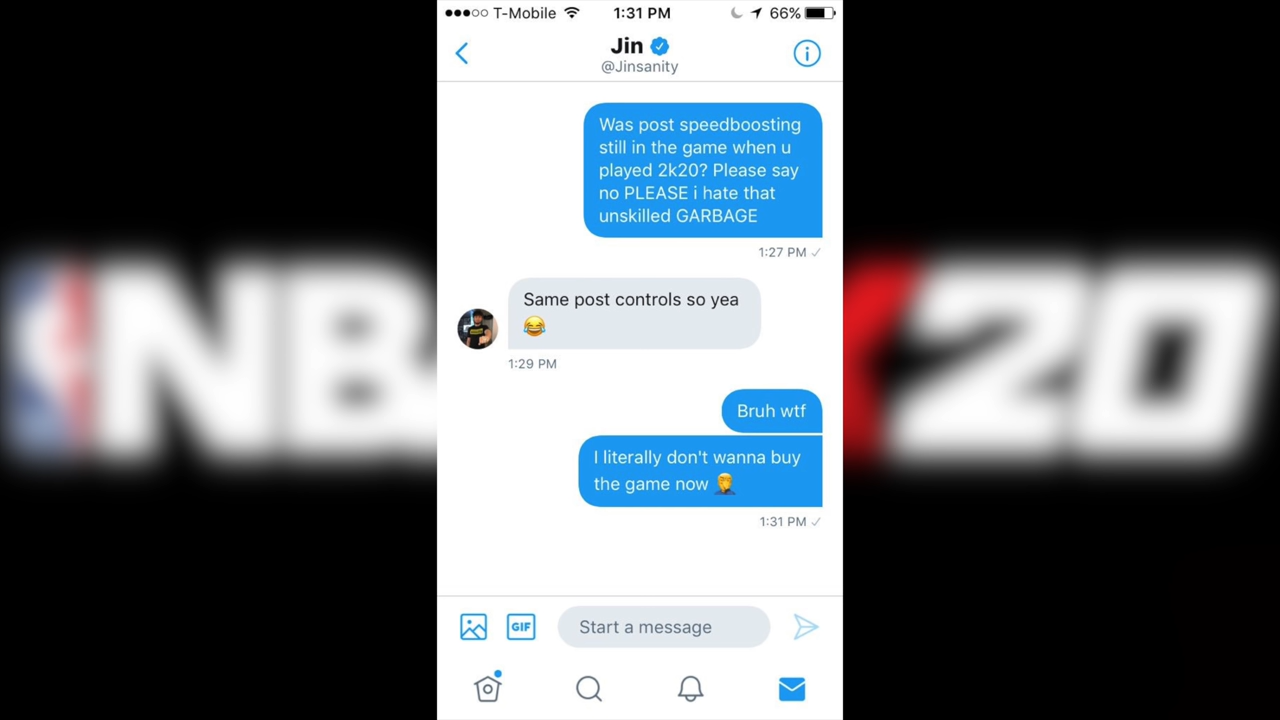 T-Mobile 1:31 PM 66%
Jin
@Jinsanity
Was post speedboosting
still in the game when u
played 2k20? Please say
no PLEASE i hate that
unskilled GARBAGE
1:27 PM ✓
Same post controls so yea
😂
1:29 PM
Bruh wtf
I literally don't wanna buy
the game now 🤦‍♂️
1:31 PM ✓
GIF Start a message
NBA 20